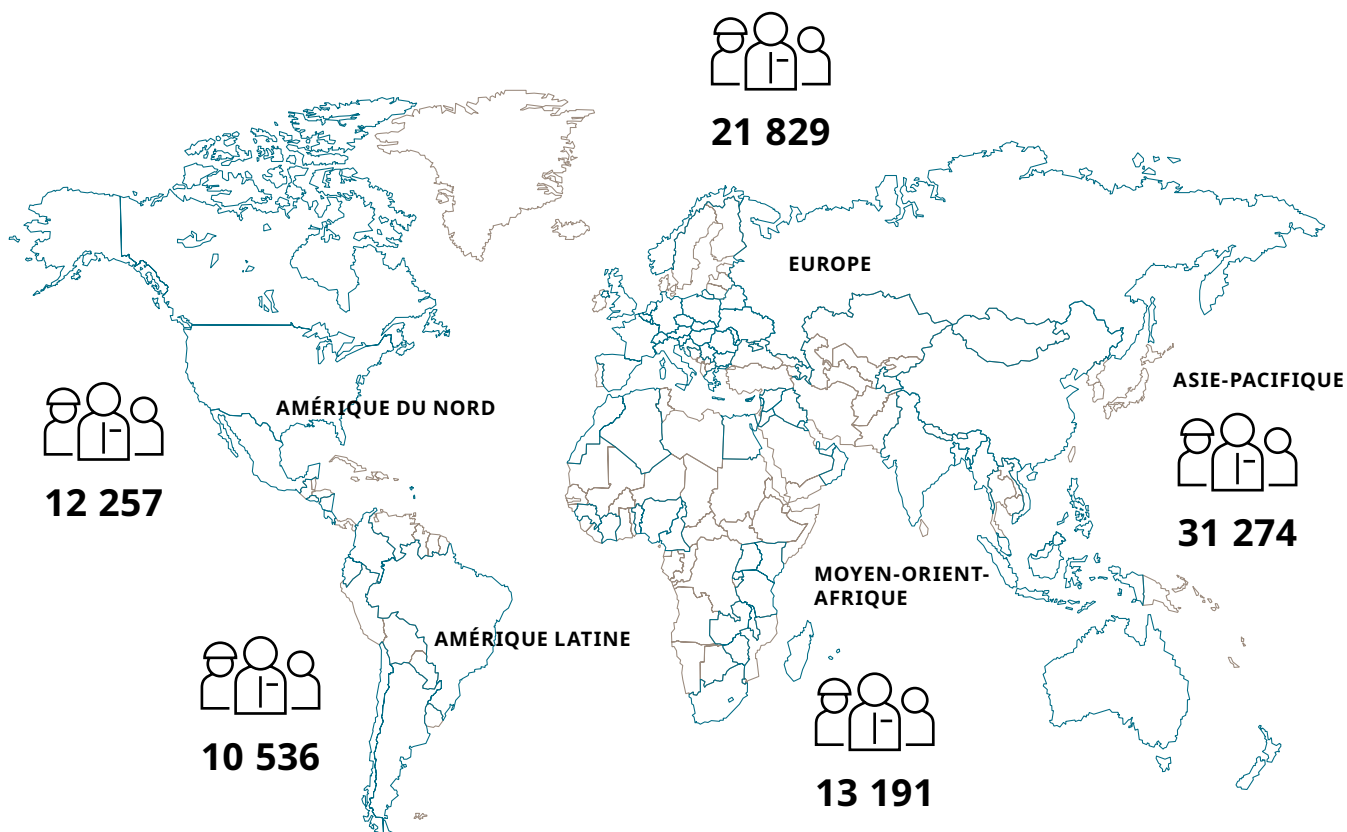 21 829
EUROPE
ASIE-PACIFIQUE
31 274
AMÉRIQUE DU NORD
12 257
MOYEN-ORIENT-
AFRIQUE
13 191
AMÉRIQUE LATINE
10 536